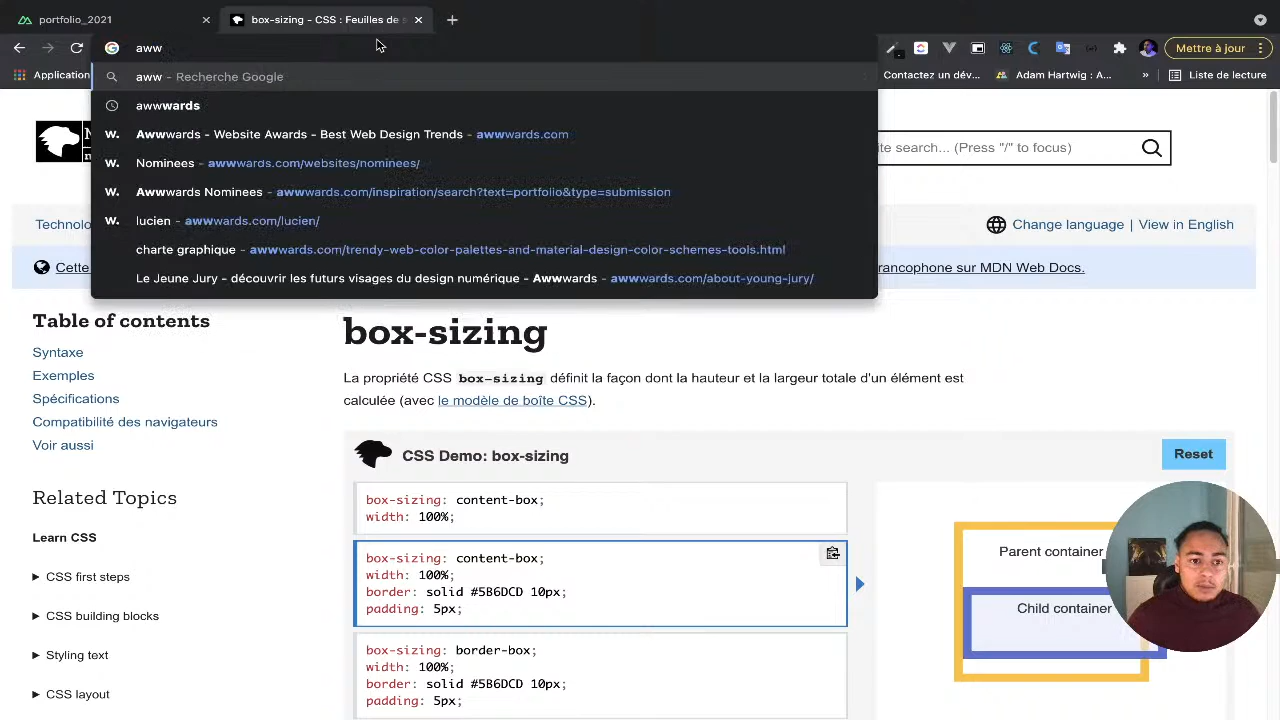 portfolio_2021
box-sizing - CSS : Feuilles de s
aww
Mettre à jour
Application
Contactez un dév...
Adam Hartwig : A...
»
Liste de lecture
aww - Recherche Google
awwwards
W. Awwwards - Website Awards - Best Web Design Trends - awwwards.com
W. Nominees - awwwards.com/websites/nominees/
W. Awwwards Nominees - awwwards.com/inspiration/search?text=portfolio&type=submission
W. lucien - awwwards.com/lucien/
charte graphique - awwwards.com/trendy-web-color-palettes-and-material-design-color-schemes-tools.html
Le Jeune Jury - découvrir les futurs visages du design numérique - Awwwards - awwwards.com/about-young-jury/
te search... (Press "/" to focus)
Technolo
Change language | View in English
Cette
rancophone sur MDN Web Docs.
Table of contents
Syntaxe
Exemples
Spécifications
Compatibilité des navigateurs
Voir aussi
Related Topics
Learn CSS
CSS first steps
CSS building blocks
Styling text
CSS layout
box-sizing
La propriété CSS box-sizing définit la façon dont la hauteur et la largeur totale d'un élément est
calculée (avec le modèle de boîte CSS).
CSS Demo: box-sizing
Reset
box-sizing: content-box;
width: 100%;
box-sizing: content-box;
width: 100%;
border: solid #5B6DCD 10px;
padding: 5px;
box-sizing: border-box;
width: 100%;
border: solid #5B6DCD 10px;
padding: 5px;
Parent container
Child container